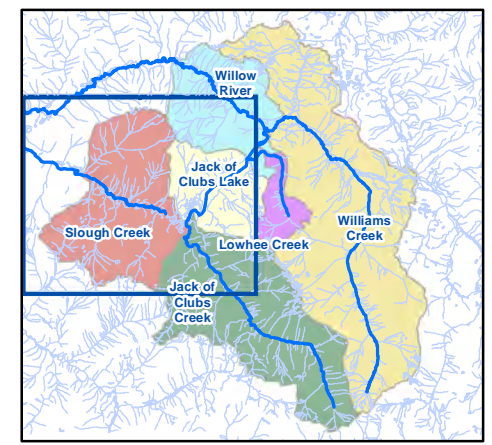 Willow
River
Jack of
Clubs Lake
Williams
Creek
Slough Creek
Lowhee Creek
Jack of
Clubs
Creek